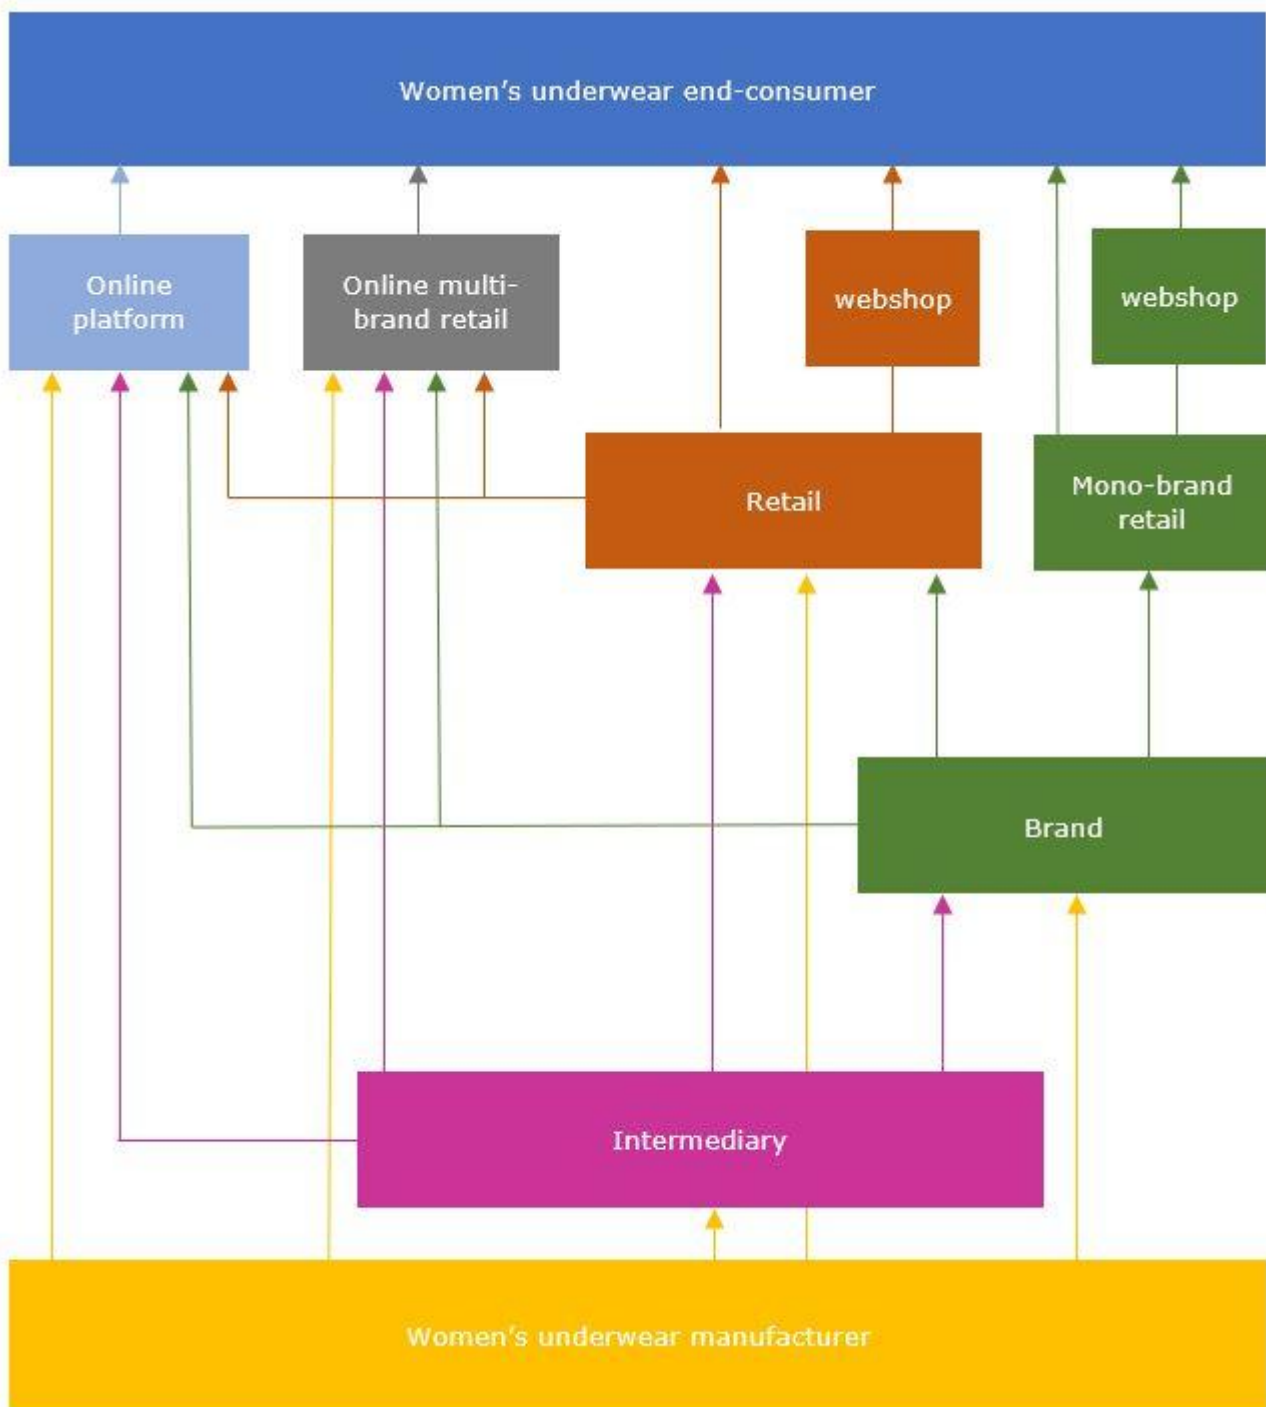 Women’s underwear end-consumer
Online
platform
Online multi-
brand retail
webshop
webshop
Retail
Mono-brand
retail
Brand
Intermediary
Women’s underwear manufacturer